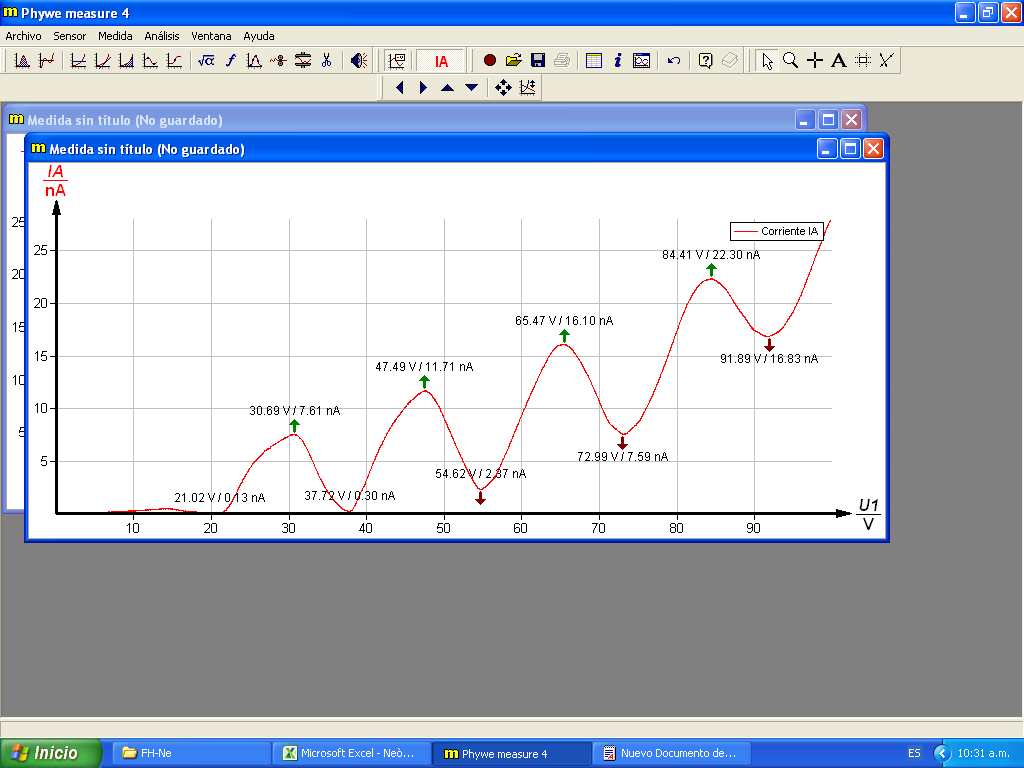 Phywe measure 4
Archivo Sensor Medida Análisis Ventana Ayuda
IA
Medida sin título (No guardado)
Medida sin título (No guardado)
IA
nA
Corriente IA
84.41 V / 22.30 nA
65.47 V / 16.10 nA
91.89 V / 16.83 nA
47.49 V / 11.71 nA
30.69 V / 7.61 nA
72.99 V / 7.59 nA
54.62 V / 2.37 nA
21.02 V / 0.13 nA
37.72 V / 0.30 nA
25
20
15
10
5
25
20
15
10
5
10 20 30 40 50 60 70 80 90
U1
V
Inicio
FH-Ne
Microsoft Excel - Neò...
Phywe measure 4
Nuevo Documento de...
ES
10:31 a.m.